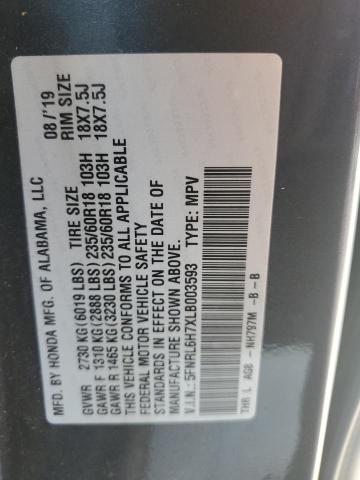 MFD. BY HONDA MFG. OF ALABAMA, LLC 08 /'19
TIRE SIZE RIM SIZE
GVWR 2730 KG(6019 LBS)
GAWR F 1310 KG(2888 LBS) 235/60R18 103H 18X7.5J
GAWR R 1465 KG(3230 LBS) 235/60R18 103H 18X7.5J
THIS VEHICLE CONFORMS TO ALL APPLICABLE
FEDERAL MOTOR VEHICLE SAFETY
STANDARDS IN EFFECT ON THE DATE OF
MANUFACTURE SHOWN ABOVE.
V.I.N.: 5FNRL6H7XLB003593 TYPE: MPV
THR L AGB - NH797M -B -B